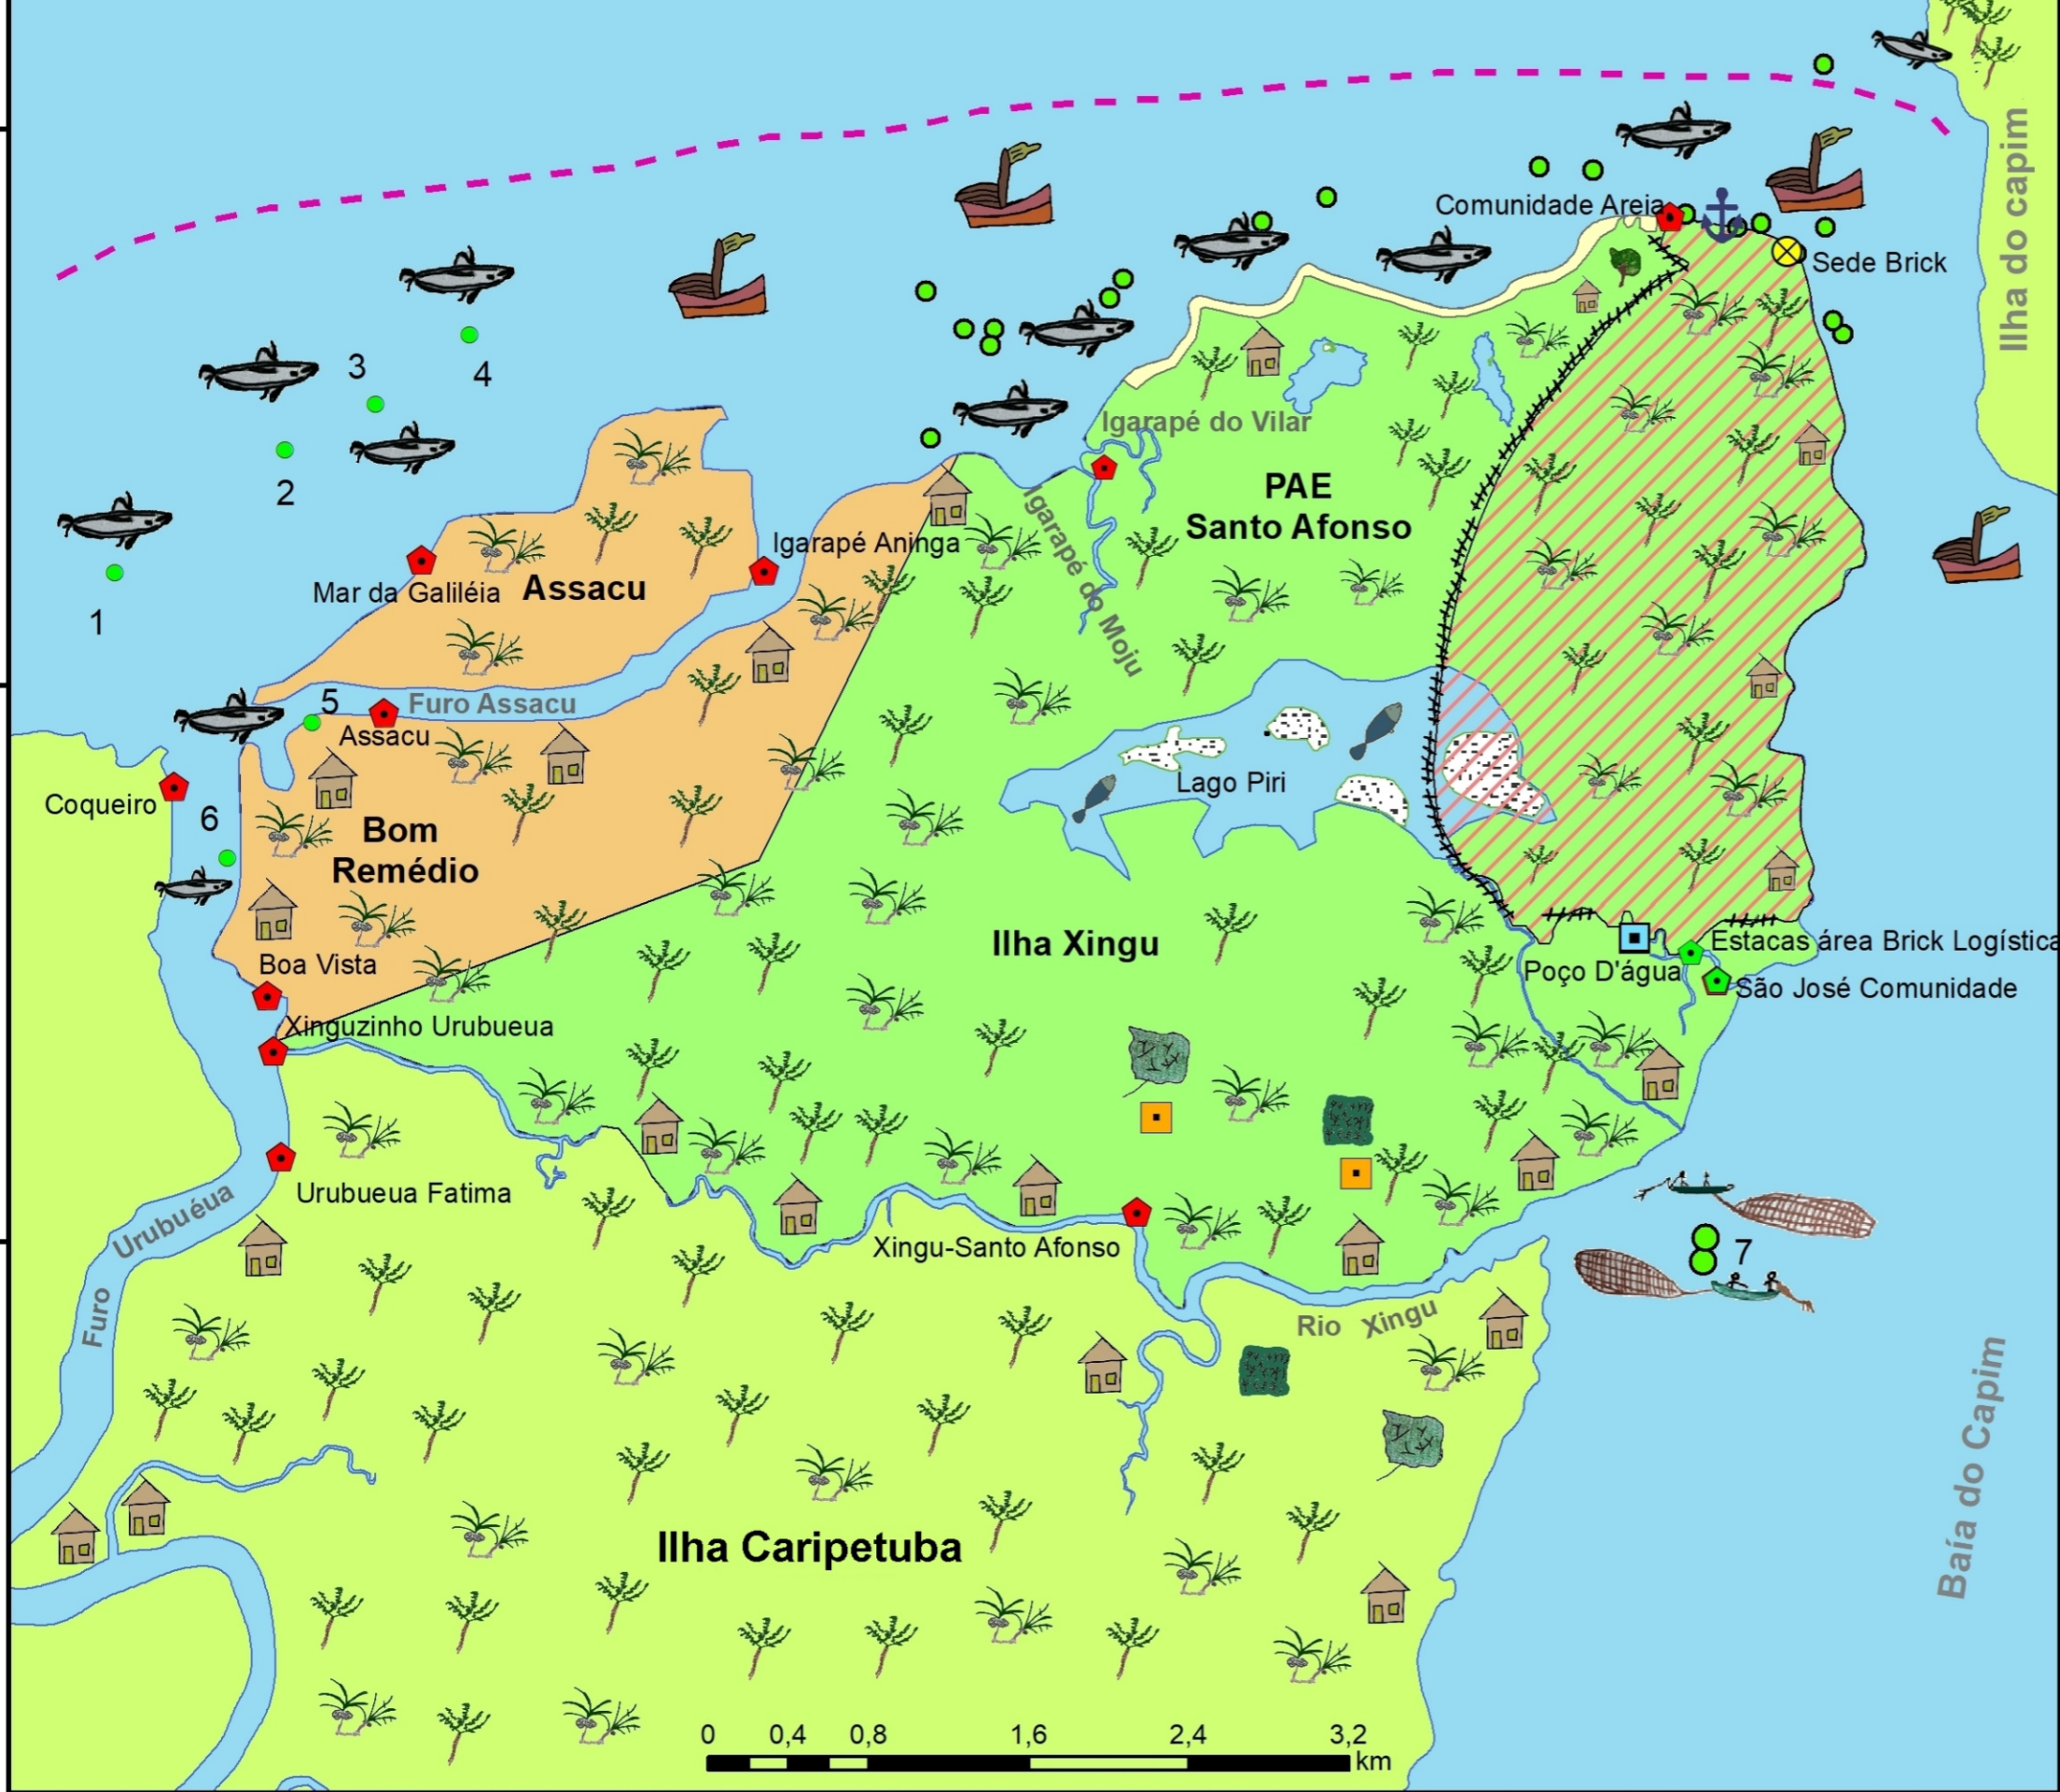 Ilha do capim
Comunidade Areia
Sede Brick
3
4
2
1
Igarapé do Vilar
PAE
Santo Afonso
Igarapé do Moju
Igarapé Aninga
Mar da Galiléia
Assacu
5
Furo Assacu
Assacu
Coqueiro
6
Lago Piri
Bom
Remédio
Ilha Xingu
Boa Vista
Estacas área Brick Logística
Poço D'água
São José Comunidade
Xinguzinho Urubueua
Urubueua Fatima
Furo Urubuéua
Xingu-Santo Afonso
7
Rio Xingu
Baía do Capim
Ilha Caripetuba
0 0,4 0,8 1,6 2,4 3,2
km